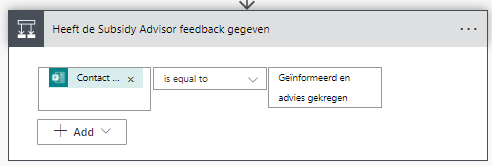 Heeft de Subsidy Advisor feedback gegeven
Contact ... x
is equal to
Geïnformeerd en
advies gekregen
Add